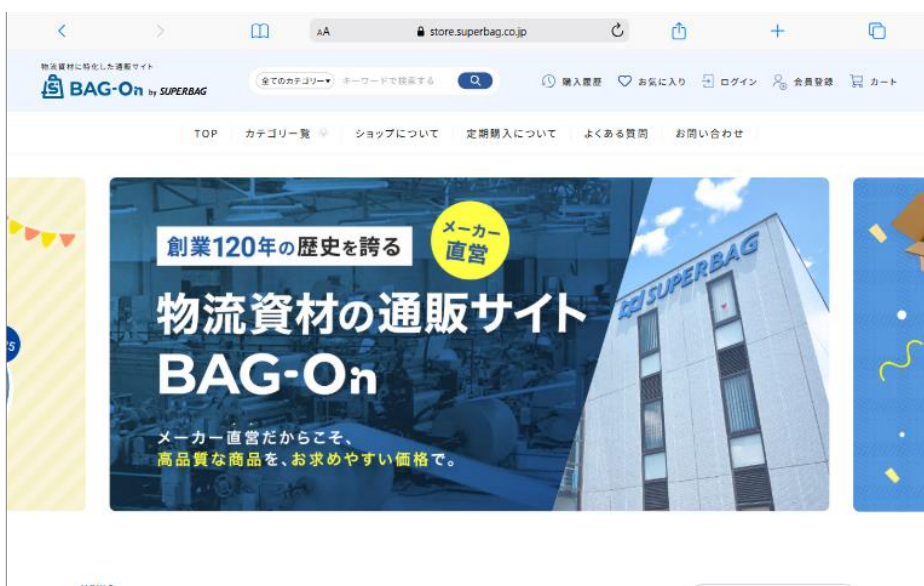 AA store.superbag.co.jp
物流資材に特化した通販サイト
BAG-On by SUPERBAG
全てのカテゴリー▾ キーワードで検索する
購入履歴 お気に入り ログイン 会員登録 カート
TOP カテゴリ一覧 ショップについて 定期購入について よくある質問 お問い合わせ
創業120年の歴史を誇る
メーカー
直営
物流資材の通販サイト
BAG-On
メーカー直営だからこそ、
高品質な商品を、お求めやすい価格で。
SUPERBAG